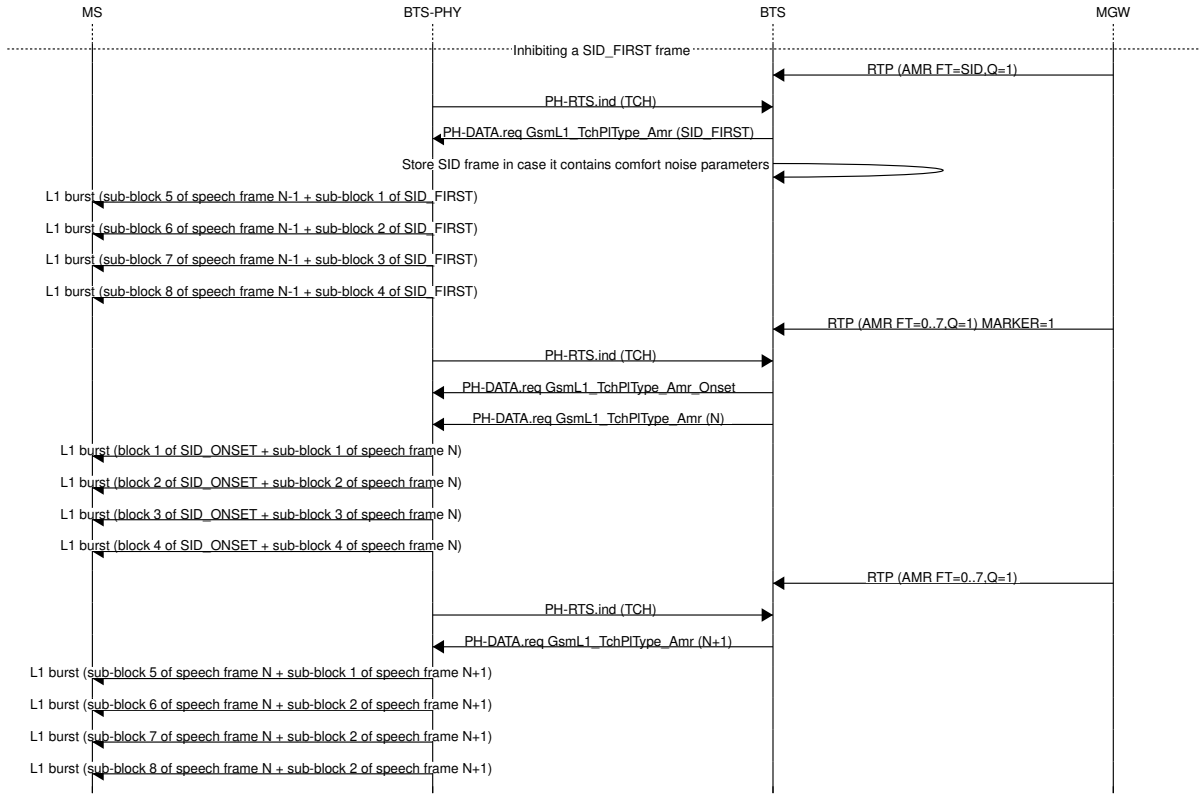 MS BTS-PHY BTS MGW
Inhibiting a SID_FIRST frame
RTP (AMR FT=SID,Q=1)
PH-RTS.ind (TCH)
PH-DATA.req GsmL1_TchPlType_Amr (SID_FIRST)
Store SID frame in case it contains comfort noise parameters
L1 burst (sub-block 5 of speech frame N-1 + sub-block 1 of SID_FIRST)
L1 burst (sub-block 6 of speech frame N-1 + sub-block 2 of SID_FIRST)
L1 burst (sub-block 7 of speech frame N-1 + sub-block 3 of SID_FIRST)
L1 burst (sub-block 8 of speech frame N-1 + sub-block 4 of SID_FIRST)
RTP (AMR FT=0..7,Q=1) MARKER=1
PH-RTS.ind (TCH)
PH-DATA.req GsmL1_TchPlType_Amr_Onset
PH-DATA.req GsmL1_TchPlType_Amr (N)
L1 burst (block 1 of SID_ONSET + sub-block 1 of speech frame N)
L1 burst (block 2 of SID_ONSET + sub-block 2 of speech frame N)
L1 burst (block 3 of SID_ONSET + sub-block 3 of speech frame N)
L1 burst (block 4 of SID_ONSET + sub-block 4 of speech frame N)
RTP (AMR FT=0..7,Q=1)
PH-RTS.ind (TCH)
PH-DATA.req GsmL1_TchPlType_Amr (N+1)
L1 burst (sub-block 5 of speech frame N + sub-block 1 of speech frame N+1)
L1 burst (sub-block 6 of speech frame N + sub-block 2 of speech frame N+1)
L1 burst (sub-block 7 of speech frame N + sub-block 2 of speech frame N+1)
L1 burst (sub-block 8 of speech frame N + sub-block 2 of speech frame N+1)